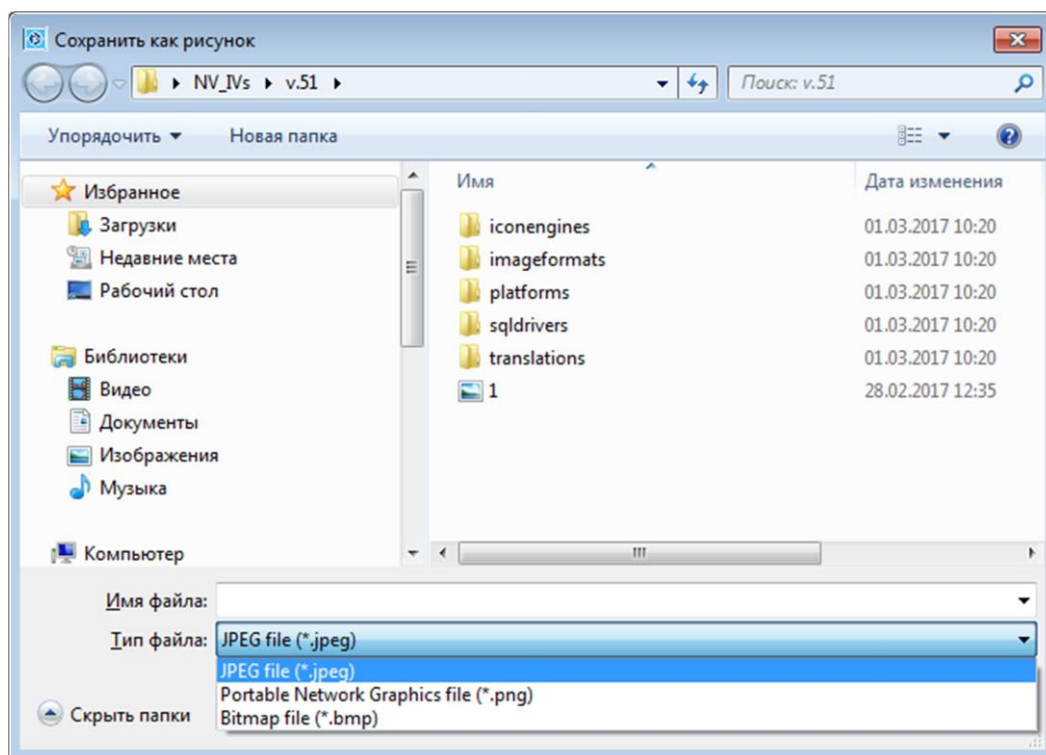 Сохранить как рисунок
NV_IVs v.51
Поиск: v.51
Упорядочить
Новая папка
Избранное
Загрузки
Недавние места
Рабочий стол
Библиотеки
Видео
Документы
Изображения
Музыка
Компьютер
Имя Дата изменения
iconengines 01.03.2017 10:20
imageformats 01.03.2017 10:20
platforms 01.03.2017 10:20
sqldrivers 01.03.2017 10:20
translations 01.03.2017 10:20
1 28.02.2017 12:35
Имя файла:
Тип файла: JPEG file (*.jpeg)
JPEG file (*.jpeg)
Portable Network Graphics file (*.png)
Bitmap file (*.bmp)
Скрыть папки